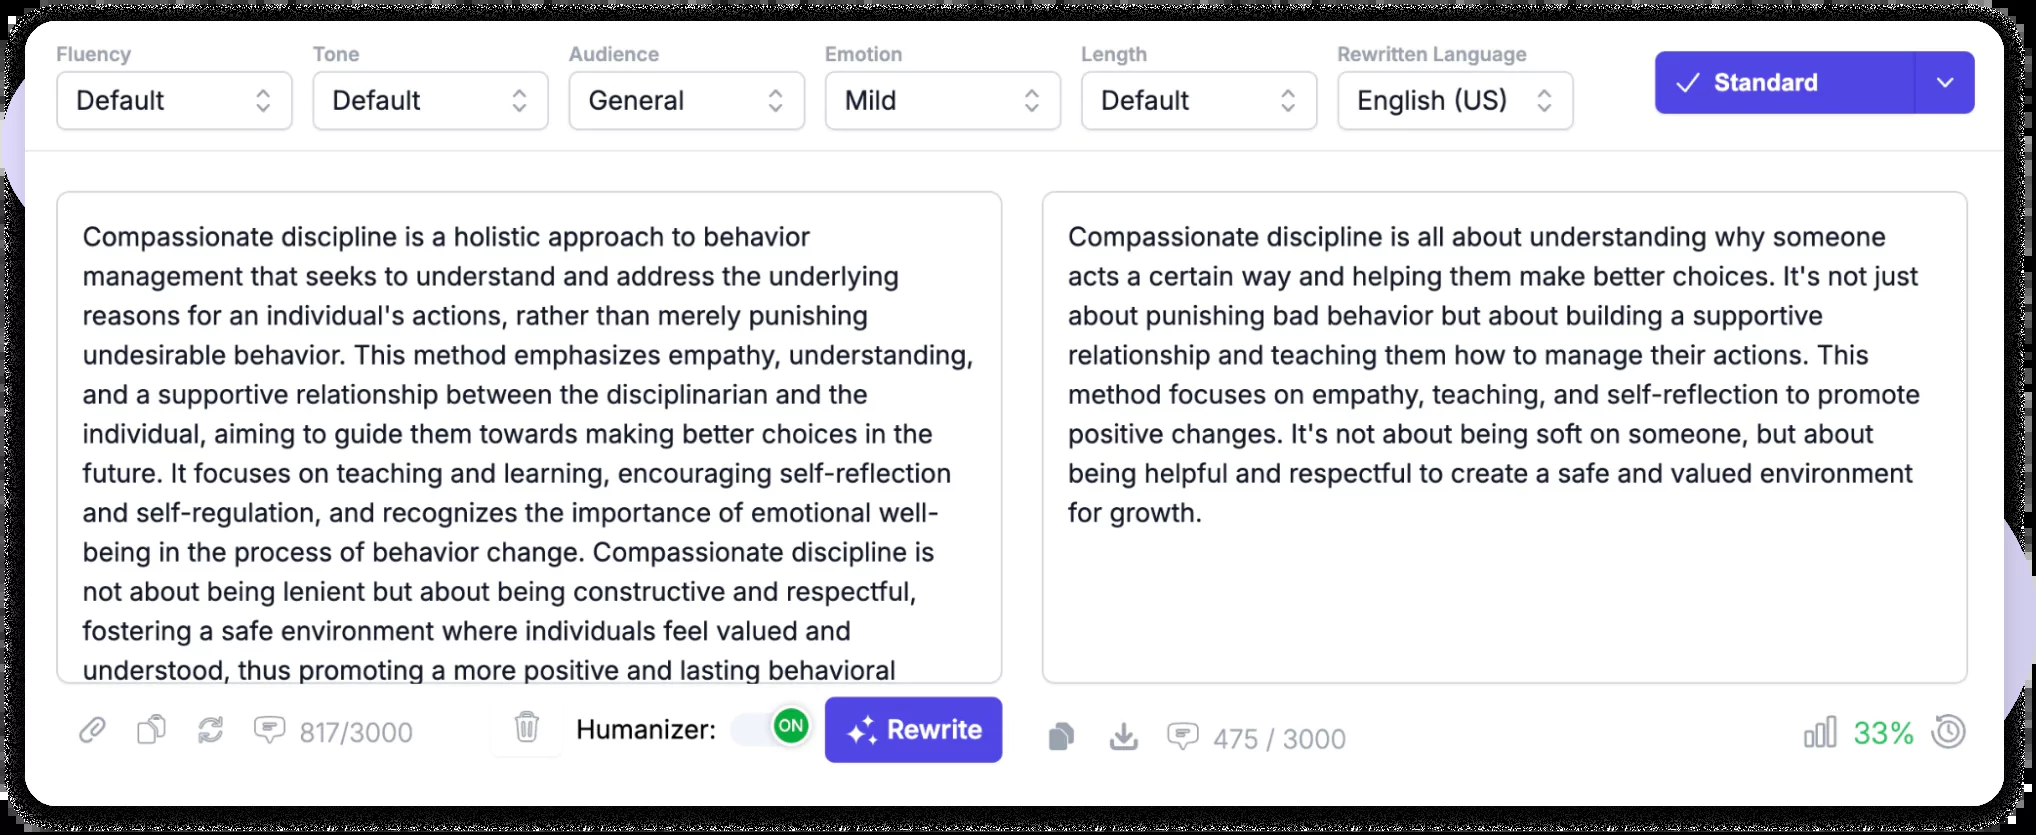 Fluency Tone Audience Emotion Length Rewritten Language
Default Default General Mild Default English (US) Standard
Compassionate discipline is a holistic approach to behavior
management that seeks to understand and address the underlying
reasons for an individual's actions, rather than merely punishing
undesirable behavior. This method emphasizes empathy, understanding,
and a supportive relationship between the disciplinarian and the
individual, aiming to guide them towards making better choices in the
future. It focuses on teaching and learning, encouraging self-reflection
and self-regulation, and recognizes the importance of emotional well-
being in the process of behavior change. Compassionate discipline is
not about being lenient but about being constructive and respectful,
fostering a safe environment where individuals feel valued and
understood, thus promoting a more positive and lasting behavioral
Compassionate discipline is all about understanding why someone
acts a certain way and helping them make better choices. It's not just
about punishing bad behavior but about building a supportive
relationship and teaching them how to manage their actions. This
method focuses on empathy, teaching, and self-reflection to promote
positive changes. It's not about being soft on someone, but about
being helpful and respectful to create a safe and valued environment
for growth.
817/3000 Humanizer: ON Rewrite 475 / 3000 33%